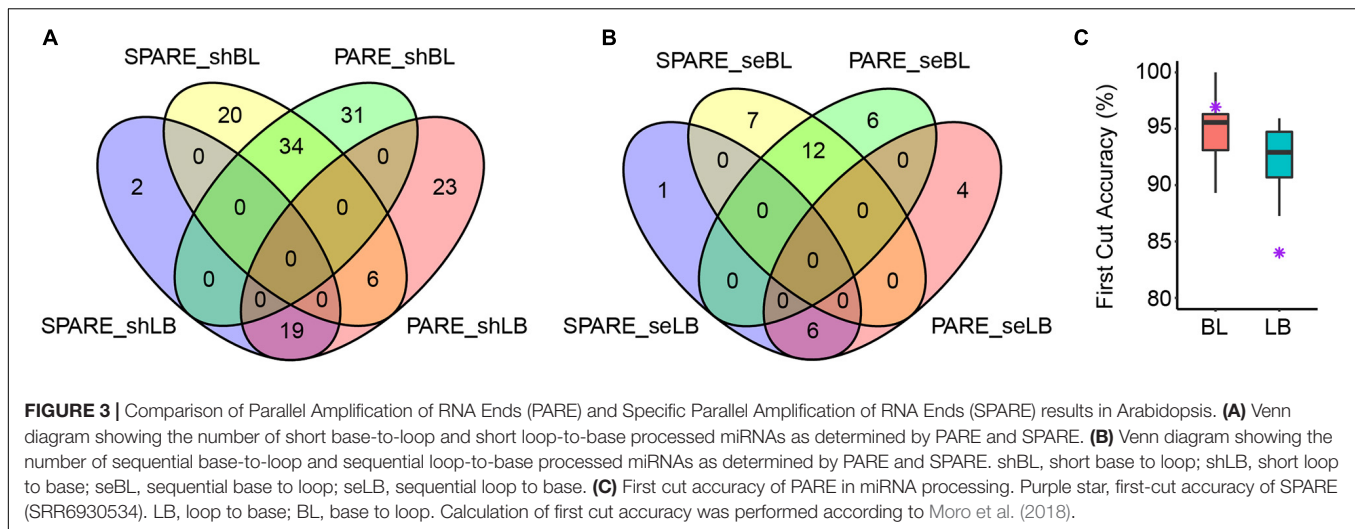 A
B
C
SPARE_shBL
PARE_shBL
20
31
2
0
34
0
23
0
0
0
0
0
0
6
19
SPARE_shLB
PARE_shLB
SPARE_seBL
PARE_seBL
7
6
1
0
12
0
4
0
0
0
0
0
0
0
6
SPARE_seLB
PARE_seLB
First Cut Accuracy (%)
100
95
90
85
80
BL
LB
FIGURE 3 | Comparison of Parallel Amplification of RNA Ends (PARE) and Specific Parallel Amplification of RNA Ends (SPARE) results in Arabidopsis. (A) Venn
diagram showing the number of short base-to-loop and short loop-to-base processed miRNAs as determined by PARE and SPARE. (B) Venn diagram showing the
number of sequential base-to-loop and sequential loop-to-base processed miRNAs as determined by PARE and SPARE. shBL, short base to loop; shLB, short loop
to base; seBL, sequential base to loop; seLB, sequential loop to base. (C) First cut accuracy of PARE in miRNA processing. Purple star, first-cut accuracy of SPARE
(SRR6930534). LB, loop to base; BL, base to loop. Calculation of first cut accuracy was performed according to Moro et al. (2018).